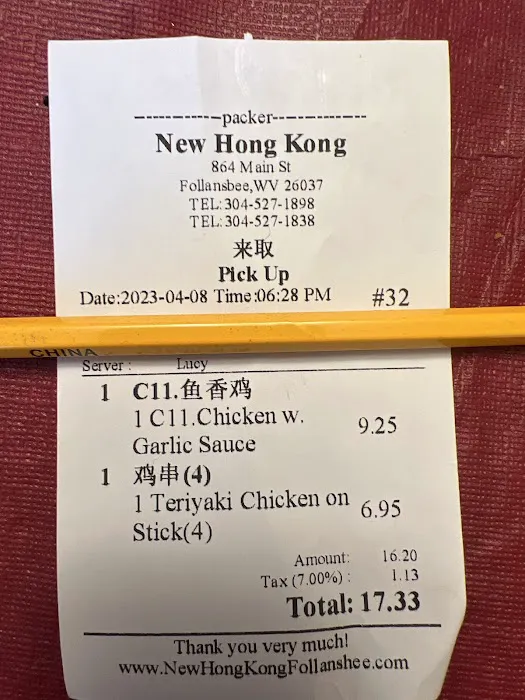 ------------packer-------------
New Hong Kong
864 Main St
Follansbee,WV 26037
TEL:304-527-1898
TEL:304-527-1838
来取
Pick Up
Date:2023-04-08 Time:06:28 PM #32
CHINA
Server: Lucy
1 C11.鱼香鸡
1 C11.Chicken w. 9.25
Garlic Sauce
1 鸡串(4)
1 Teriyaki Chicken on 6.95
Stick(4)
Amount: 16.20
Tax (7.00%) : 1.13
Total: 17.33
Thank you very much!
www.NewHongKongFollanshee.com